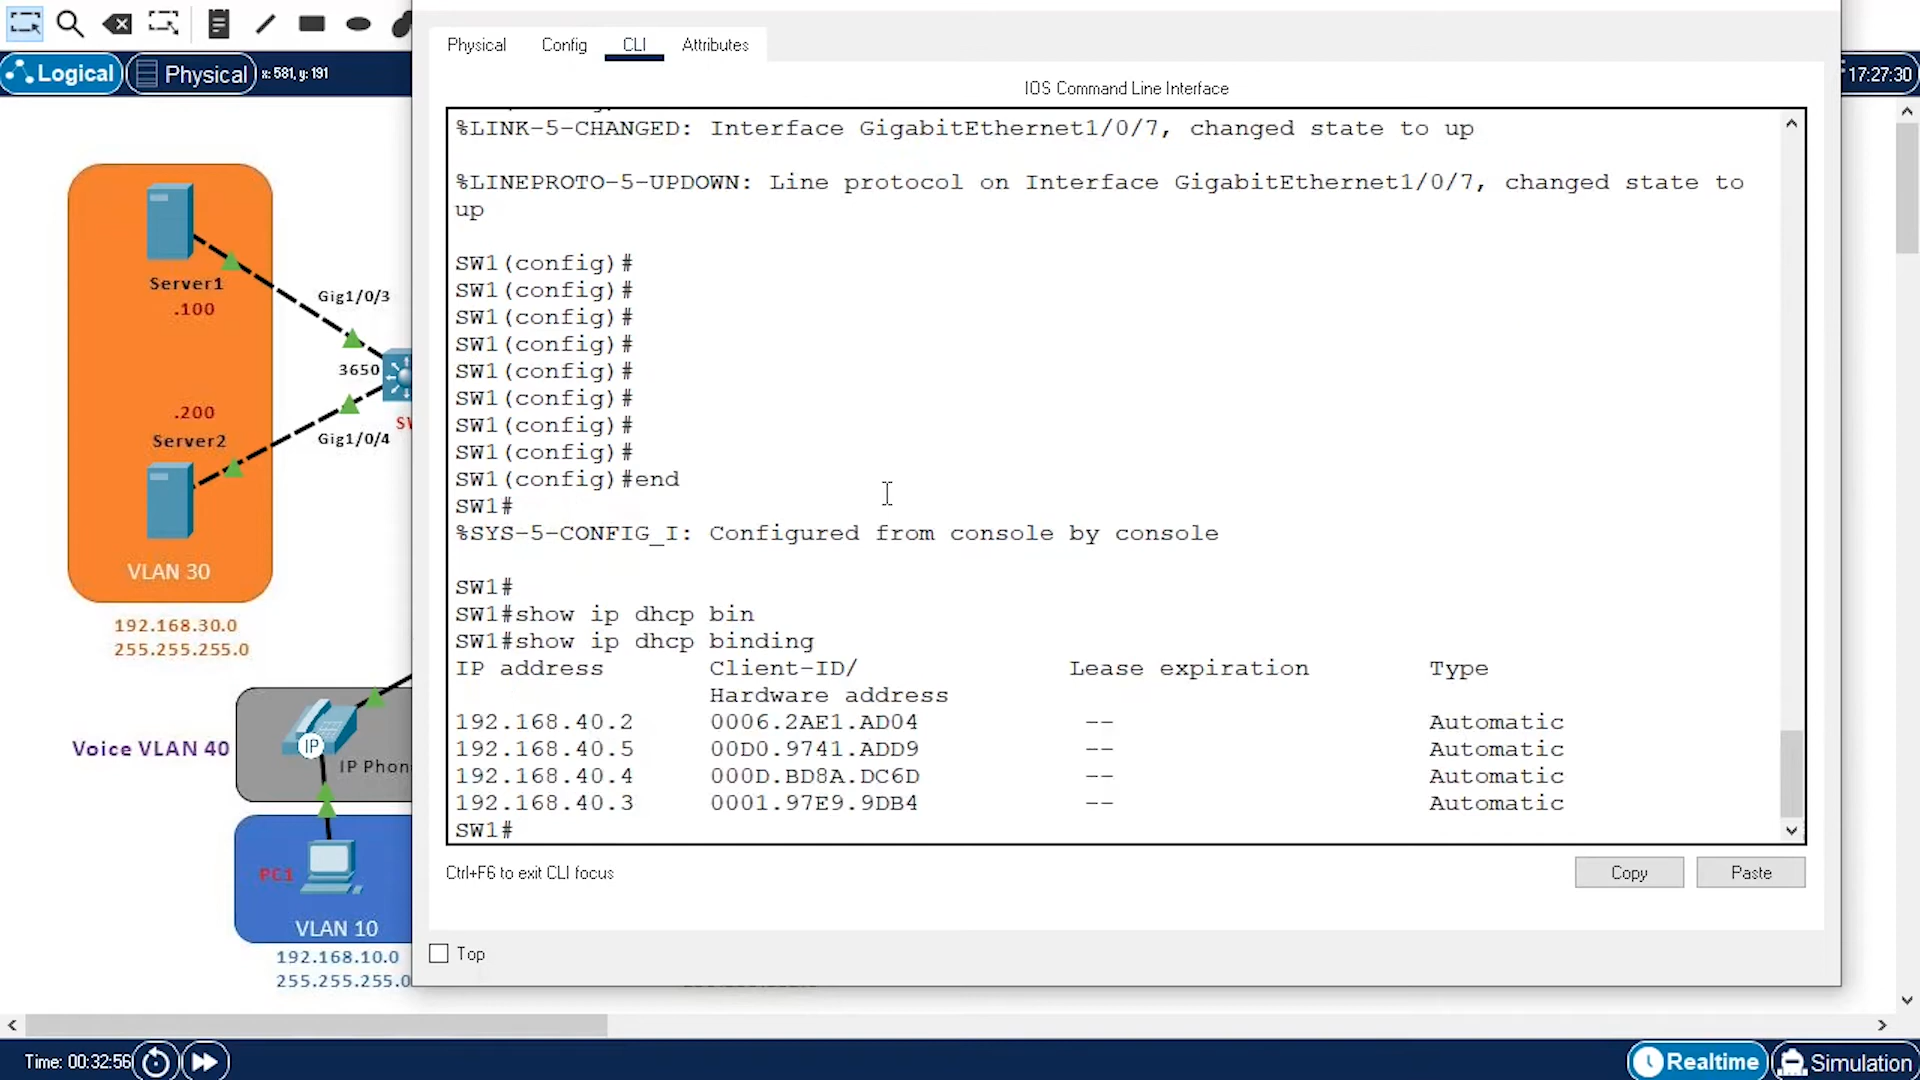 Physical
Config
CLI
Attributes
Logical
Physical
x: 581, y: 191
17:27:30
IOS Command Line Interface
%LINK-5-CHANGED: Interface GigabitEthernet1/0/7, changed state to up
%LINEPROTO-5-UPDOWN: Line protocol on Interface GigabitEthernet1/0/7, changed state to
up
SW1(config)#
SW1(config)#
SW1(config)#
SW1(config)#
SW1(config)#
SW1(config)#
SW1(config)#
SW1(config)#
SW1(config)#end
SW1#
%SYS-5-CONFIG_I: Configured from console by console
SW1#
SW1#show ip dhcp bin
SW1#show ip dhcp binding
IP address Client-ID/ Lease expiration Type
Hardware address
192.168.40.2 0006.2AE1.AD04 -- Automatic
192.168.40.5 00D0.9741.ADD9 -- Automatic
192.168.40.4 000D.BD8A.DC6D -- Automatic
192.168.40.3 0001.97E9.9DB4 -- Automatic
SW1#
Ctrl+F6 to exit CLI focus
Copy
Paste
Top
Server1
.100
Gig1/0/3
3650
SW
.200
Server2
Gig1/0/4
VLAN 30
192.168.30.0
255.255.255.0
Voice VLAN 40
IP
IP Phon
PC1
VLAN 10
192.168.10.0
255.255.255.0
Time: 00:32:56
Realtime
Simulation